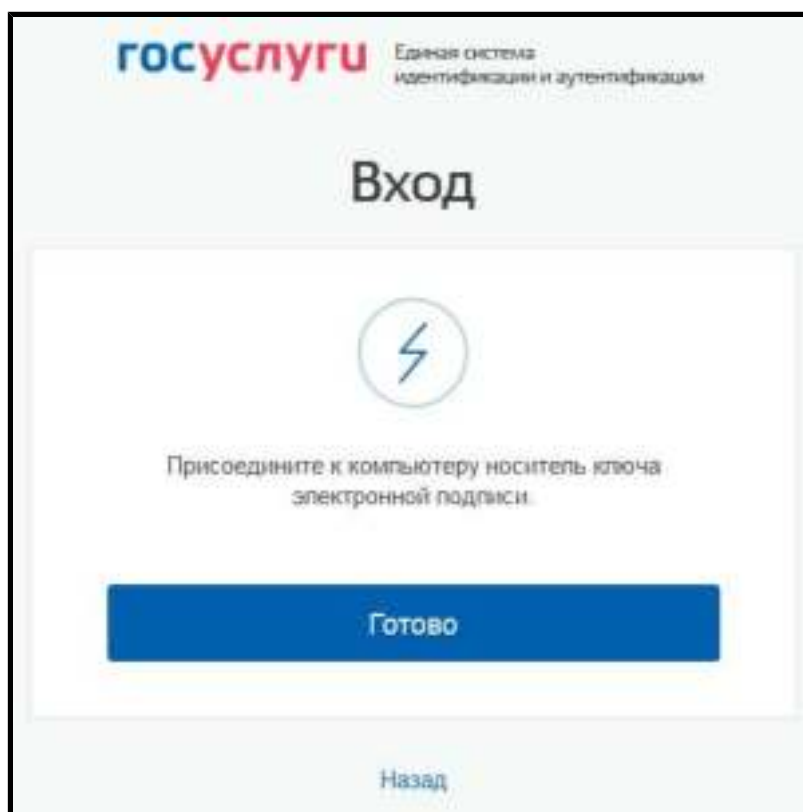 госуслуги
Единая система
идентификации и аутентификации
Вход
Присоедините к компьютеру носитель ключа
электронной подписи.
Готово
Назад